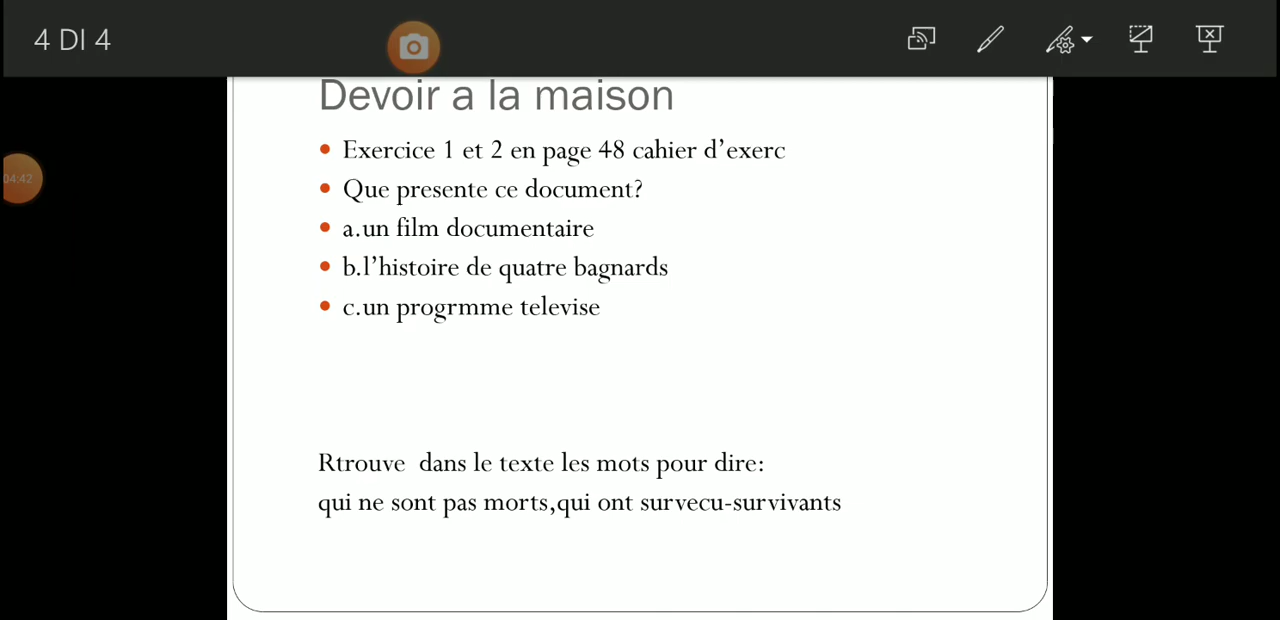 4 DI 4
Devoir a la maison
04:42
Exercice 1 et 2 en page 48 cahier d'exerc
Que presente ce document?
a.un film documentaire
b.l'histoire de quatre bagnards
c.un progrmme televise
Rtrouve dans le texte les mots pour dire:
qui ne sont pas morts,qui ont survecu-survivants